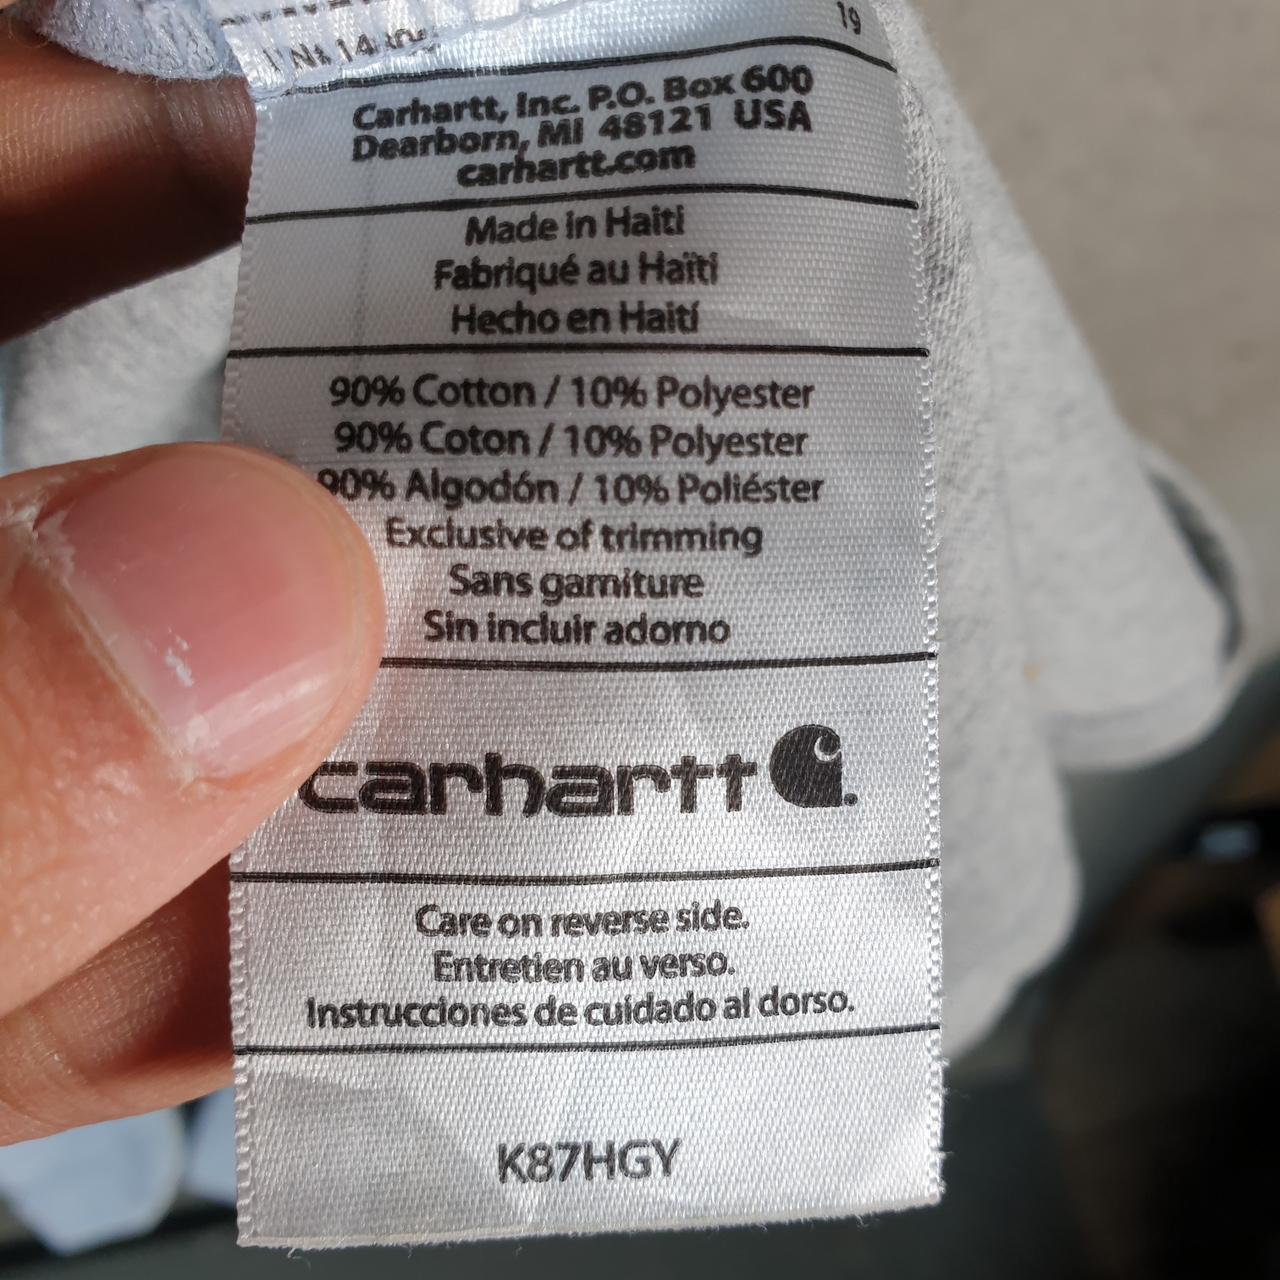 19
Carhartt, Inc. P.O. Box 600
Dearborn, MI 48121 USA
carhartt.com
Made in Haiti
Fabriqué au Haïti
Hecho en Haití
90% Cotton / 10% Polyester
90% Coton / 10% Polyester
90% Algodón / 10% Poliéster
Exclusive of trimming
Sans garniture
Sin incluir adorno
carhartt
Care on reverse side.
Entretien au verso.
Instrucciones de cuidado al dorso.
K87HGY